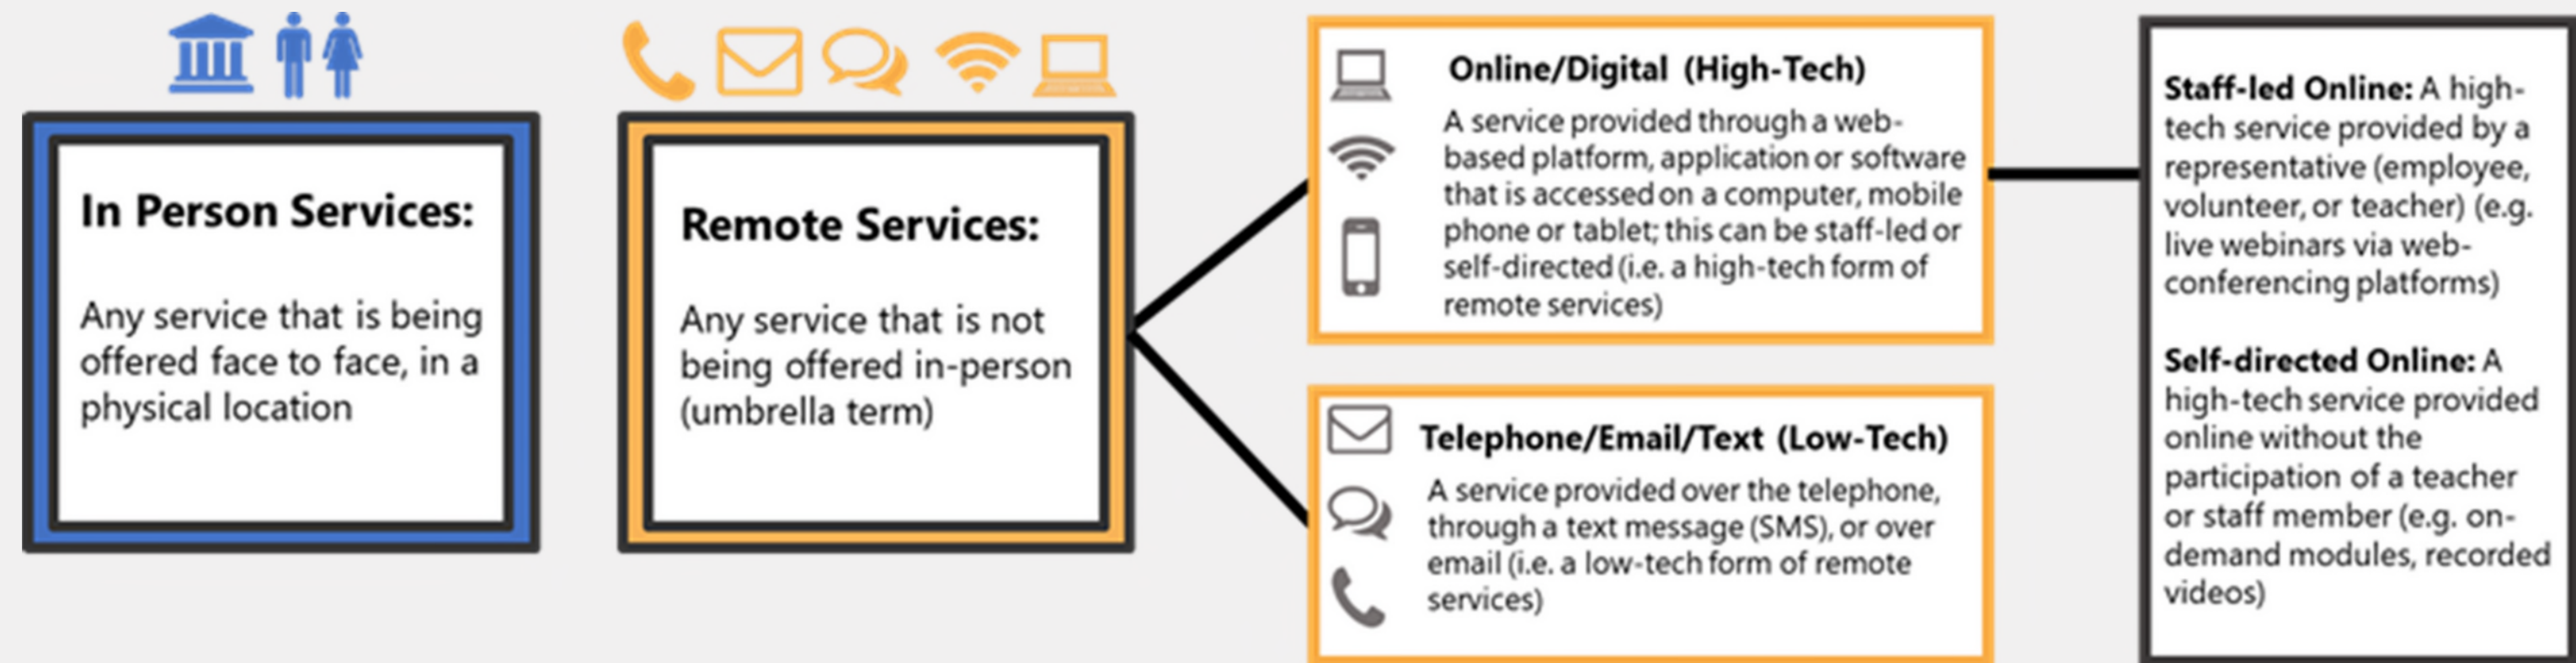 In Person Services:
Any service that is being
offered face to face, in a
physical location
Remote Services:
Any service that is not
being offered in-person
(umbrella term)
Online/Digital (High-Tech)
A service provided through a web-
based platform, application or software
that is accessed on a computer, mobile
phone or tablet; this can be staff-led or
self-directed (i.e. a high-tech form of
remote services)
Telephone/Email/Text (Low-Tech)
A service provided over the telephone,
through a text message (SMS), or over
email (i.e. a low-tech form of remote
services)
Staff-led Online: A high-
tech service provided by a
representative (employee,
volunteer, or teacher) (e.g.
live webinars via web-
conferencing platforms)
Self-directed Online: A
high-tech service provided
online without the
participation of a teacher
or staff member (e.g. on-
demand modules, recorded
videos)